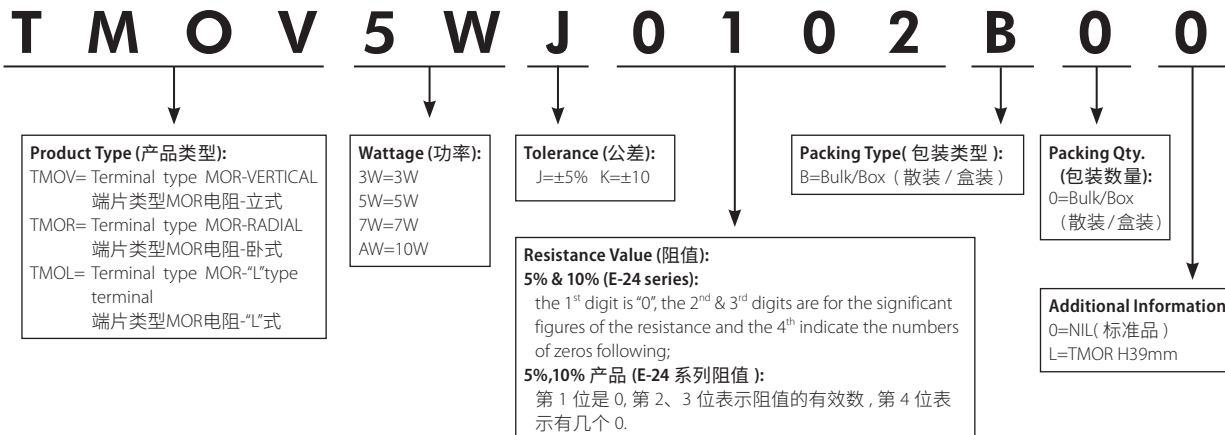 T M O V 5 W J 0 1 0 2 B 0 0
Product Type (产品类型):
TMOV= Terminal type MOR-VERTICAL
端片类型MOR电阻-立式
TMOR= Terminal type MOR-RADIAL
端片类型MOR电阻-卧式
TMOL= Terminal type MOR-“L”type
terminal
端片类型MOR电阻-“L”式
Wattage (功率):
3W=3W
5W=5W
7W=7W
AW=10W
Tolerance (公差):
J=±5% K=±10
Resistance Value (阻值):
5% & 10% (E-24 series):
the 1st digit is “0”, the 2nd & 3rd digits are for the significant
figures of the resistance and the 4th indicate the numbers
of zeros following;
5%,10% 产品 (E-24 系列阻值 ):
第 1 位是 0, 第 2、3 位表示阻值的有效数 , 第 4 位表
示有几个 0.
Packing Type( 包装类型 ):
B=Bulk/Box ( 散装 / 盒装 )
Packing Qty.
(包装数量):
0=Bulk/Box
（散装/盒装）
Additional Information
0=NIL( 标准品 )
L=TMOR H39mm